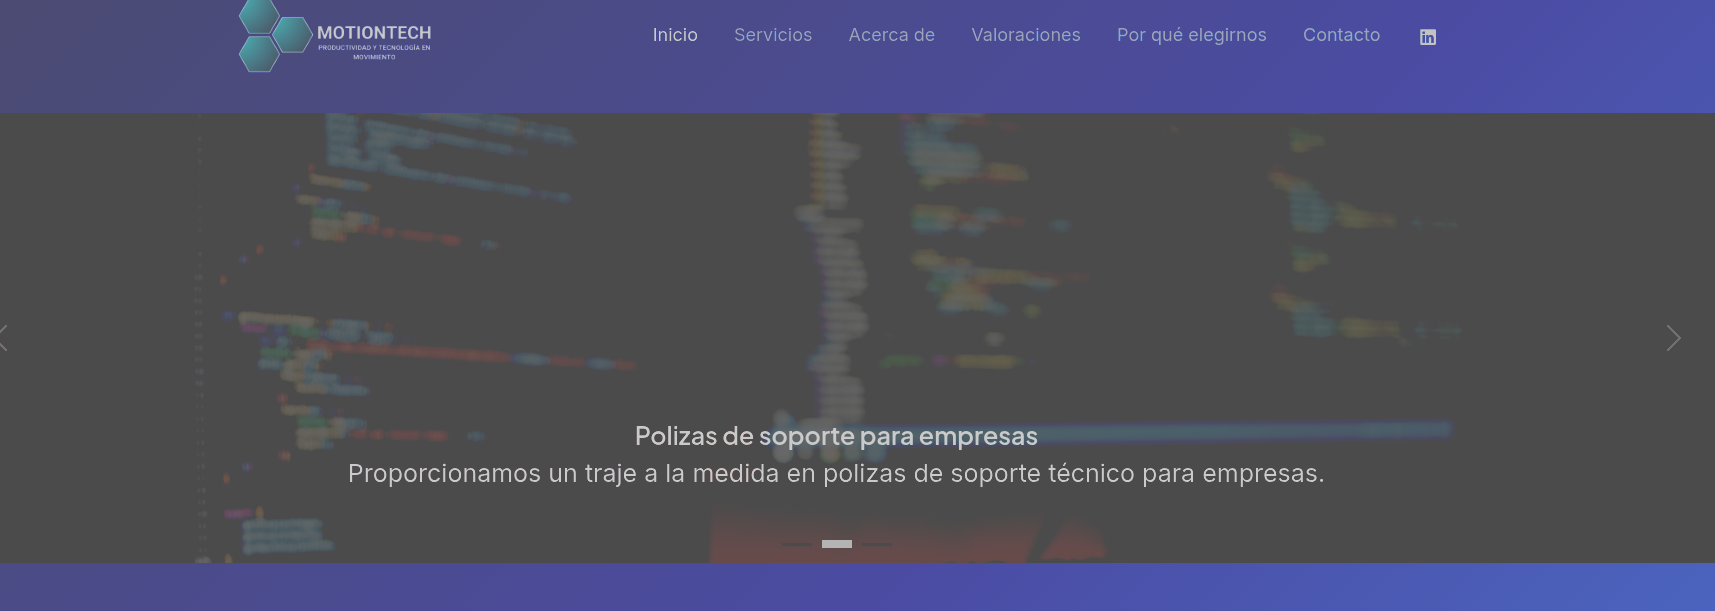 MOTIONTECH
PRODUCTIVIDAD Y TECNOLOGÍA EN
MOVIMIENTO
Inicio
Servicios
Acerca de
Valoraciones
Por qué elegirnos
Contacto
in
Polizas de soporte para empresas
Proporcionamos un traje a la medida en polizas de soporte técnico para empresas.